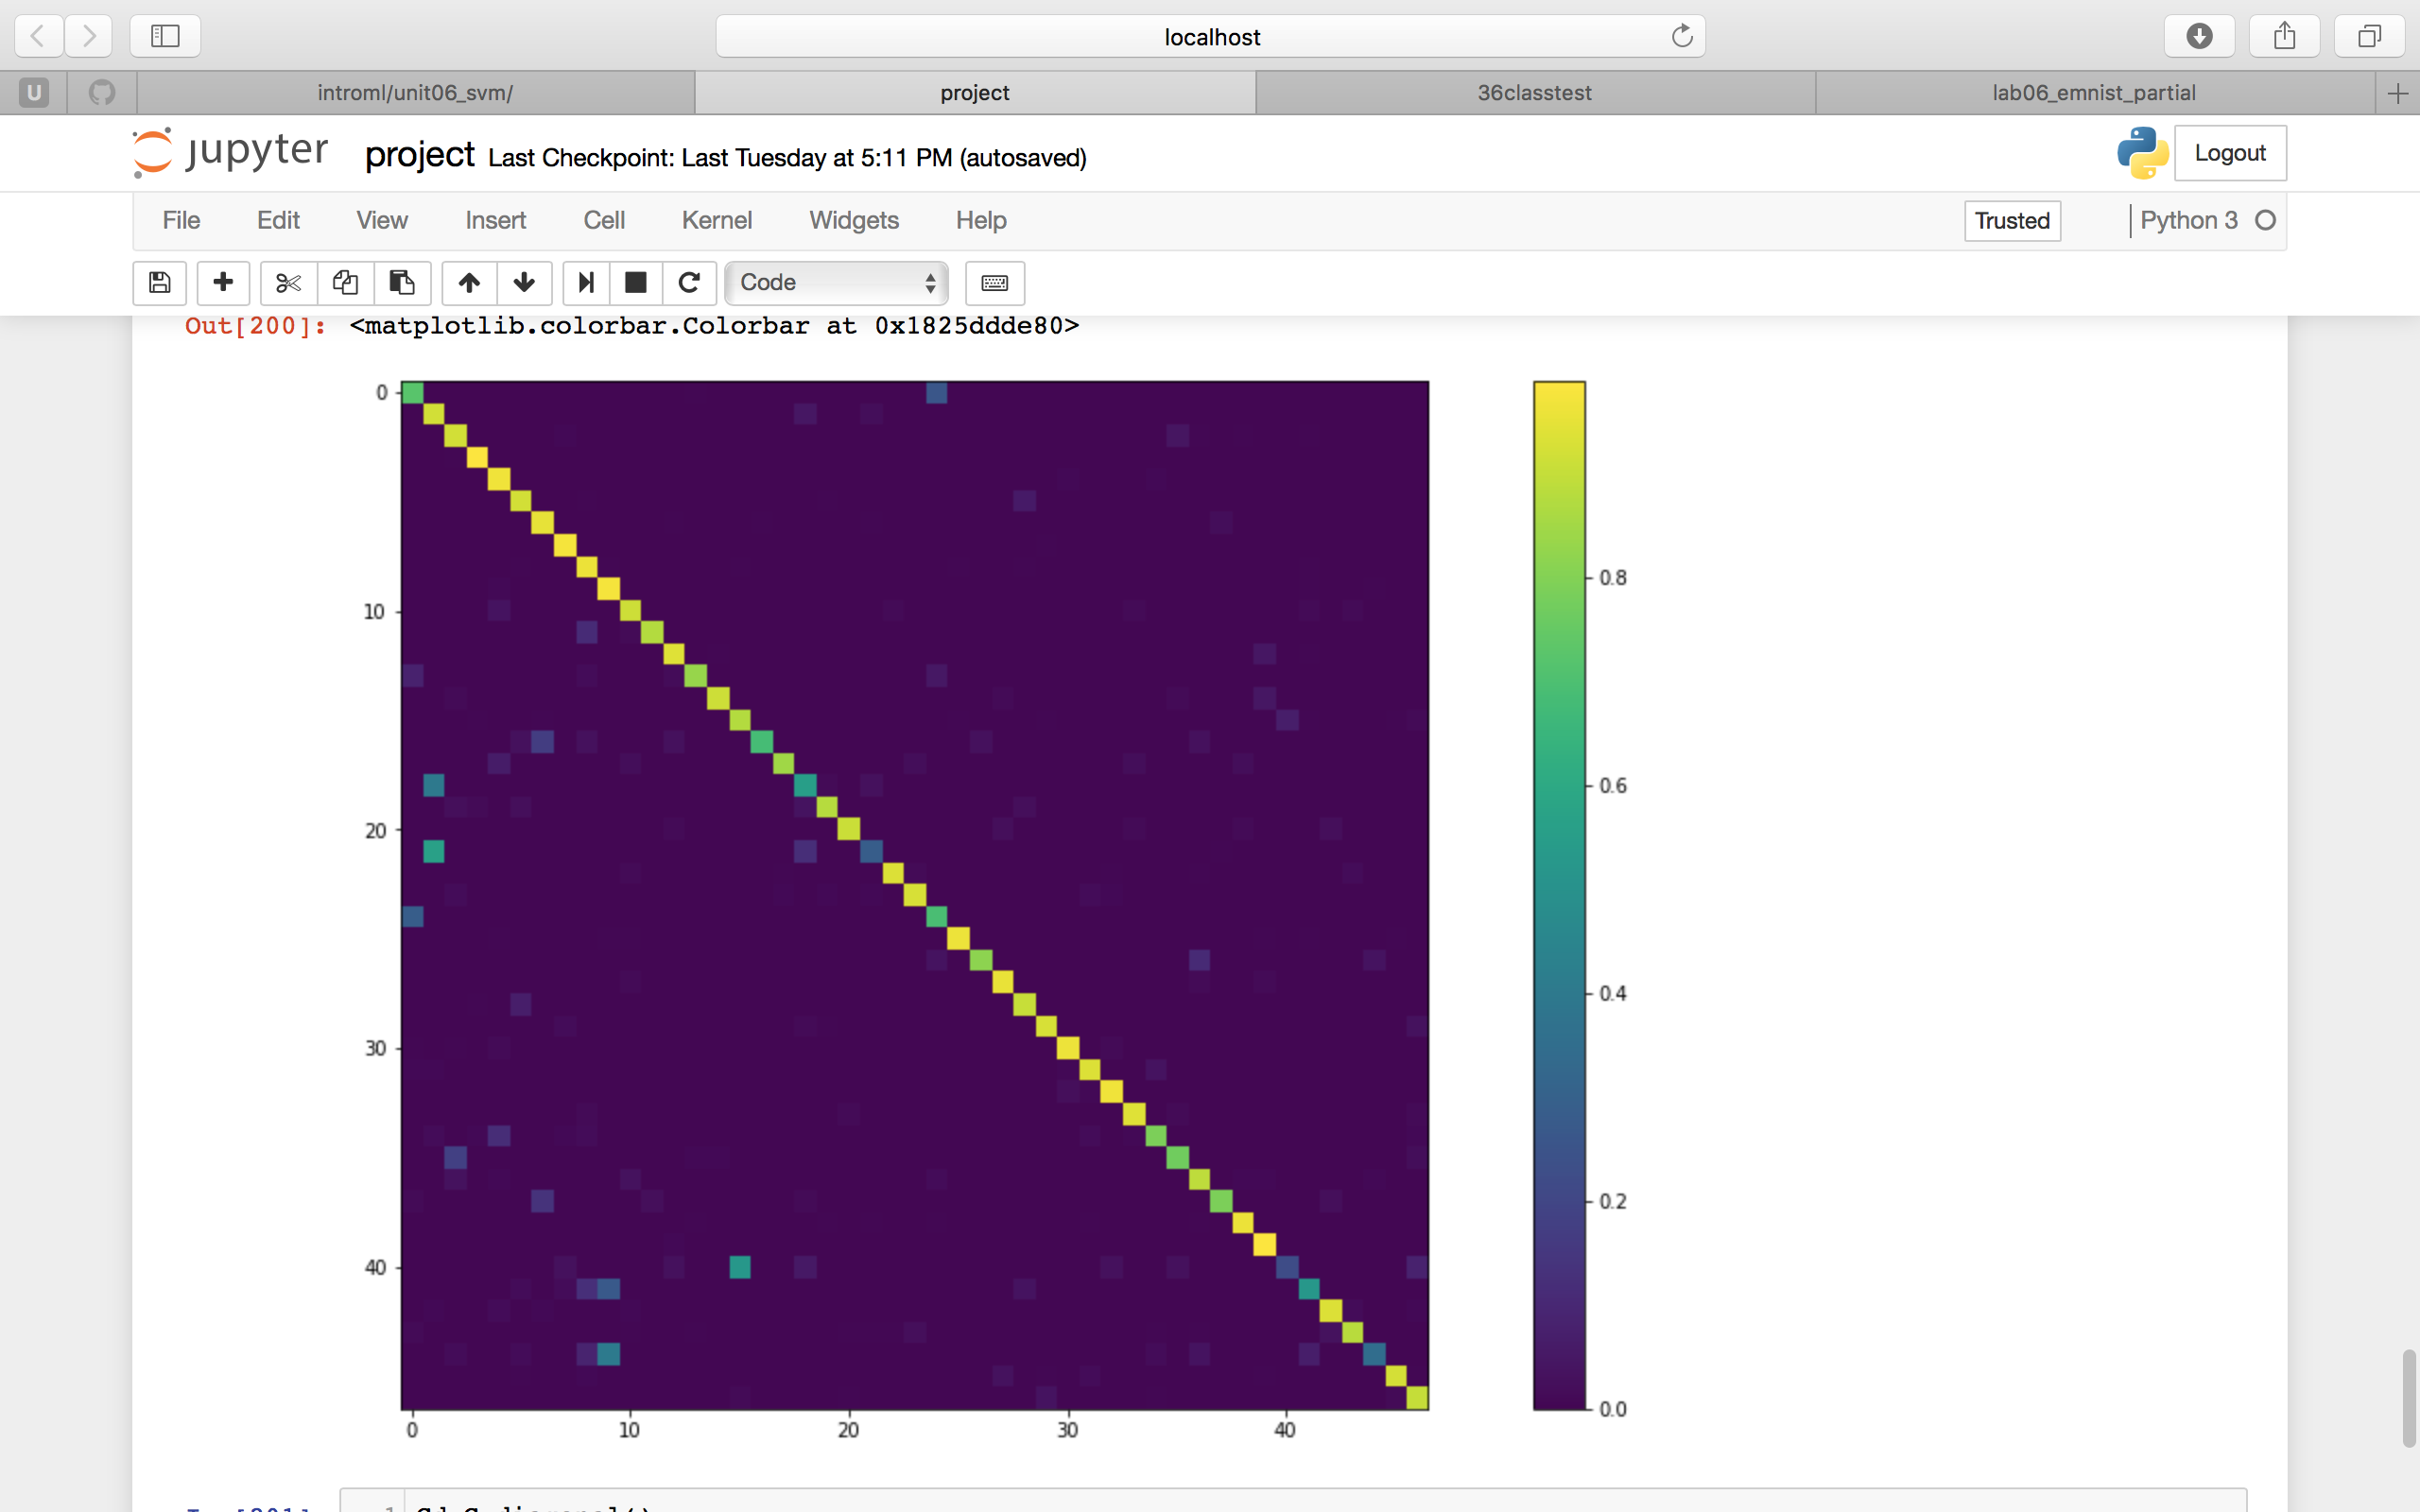 localhost
U
introml/unit06_svm/
project
36classtest
lab06_emnist_partial
jupyter project Last Checkpoint: Last Tuesday at 5:11 PM (autosaved)
Logout
File Edit View Insert Cell Kernel Widgets Help
Trusted
Python 3
Code
Out[200]: <matplotlib.colorbar.Colorbar at 0x1825ddde80>
0
10
20
30
40
0 10 20 30 40
0.8
0.6
0.4
0.2
0.0